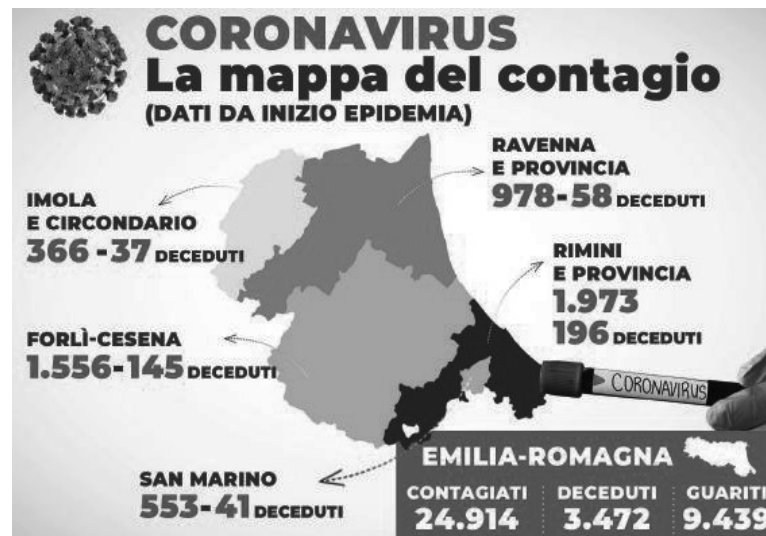 CORONAVIRUS
La mappa del contagio
(DATI DA INIZIO EPIDEMIA)
RAVENNA
E PROVINCIA
978-58 DECEDUTI
IMOLA
E CIRCONDARIO
366 -37 DECEDUTI
RIMINI
E PROVINCIA
1.973
196 DECEDUTI
FORLÌ-CESENA
1.556-145 DECEDUTI
CORONAVIRUS
SAN MARINO
553-41 DECEDUTI
EMILIA-ROMAGNA
CONTAGIATI DECEDUTI GUARITI
24.914 3.472 9.439